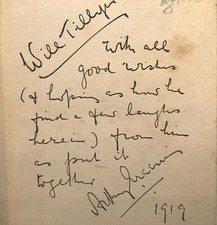 Will Tilleye
With all
good wishes
(& hoping as how he
find a few laughs
herein) from him
as put it
together
1919